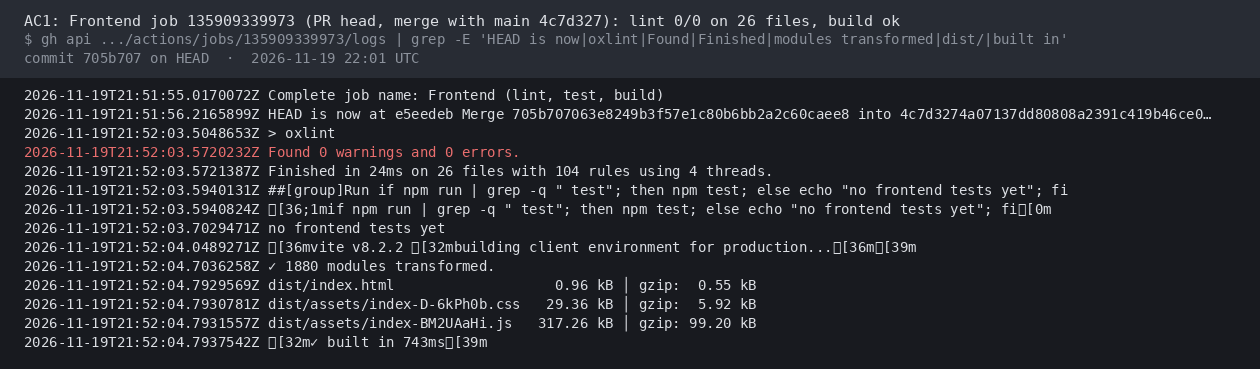 AC1: Frontend job 135909339973 (PR head, merge with main 4c7d327): lint 0/0 on 26 files, build ok
$ gh api .../actions/jobs/135909339973/logs | grep -E 'HEAD is now|oxlint|Found|Finished|modules transformed|dist/|built in'
commit 705b707 on HEAD · 2026-11-19 22:01 UTC
2026-11-19T21:51:55.0170072Z Complete job name: Frontend (lint, test, build)
2026-11-19T21:51:56.2165899Z HEAD is now at e5eedeb Merge 705b707063e8249b3f57e1c80b6bb2a2c60caee8 into 4c7d3274a07137dd80808a2391c419b46ce0…
2026-11-19T21:52:03.5048653Z > oxlint
2026-11-19T21:52:03.5720232Z Found 0 warnings and 0 errors.
2026-11-19T21:52:03.5721387Z Finished in 24ms on 26 files with 104 rules using 4 threads.
2026-11-19T21:52:03.5940131Z ##[group]Run if npm run | grep -q " test"; then npm test; else echo "no frontend tests yet"; fi
2026-11-19T21:52:03.5940824Z □[36;1mif npm run | grep -q " test"; then npm test; else echo "no frontend tests yet"; fi□[0m
2026-11-19T21:52:03.7029471Z no frontend tests yet
2026-11-19T21:52:04.0489271Z □[36mvite v8.2.2 □[32mbuilding client environment for production...□[36m□[39m
2026-11-19T21:52:04.7036258Z ✓ 1880 modules transformed.
2026-11-19T21:52:04.7929569Z dist/index.html 0.96 kB │ gzip: 0.55 kB
2026-11-19T21:52:04.7930781Z dist/assets/index-D-6kPh0b.css 29.36 kB │ gzip: 5.92 kB
2026-11-19T21:52:04.7931557Z dist/assets/index-BM2UAaHi.js 317.26 kB │ gzip: 99.20 kB
2026-11-19T21:52:04.7937542Z □[32m✓ built in 743ms□[39m